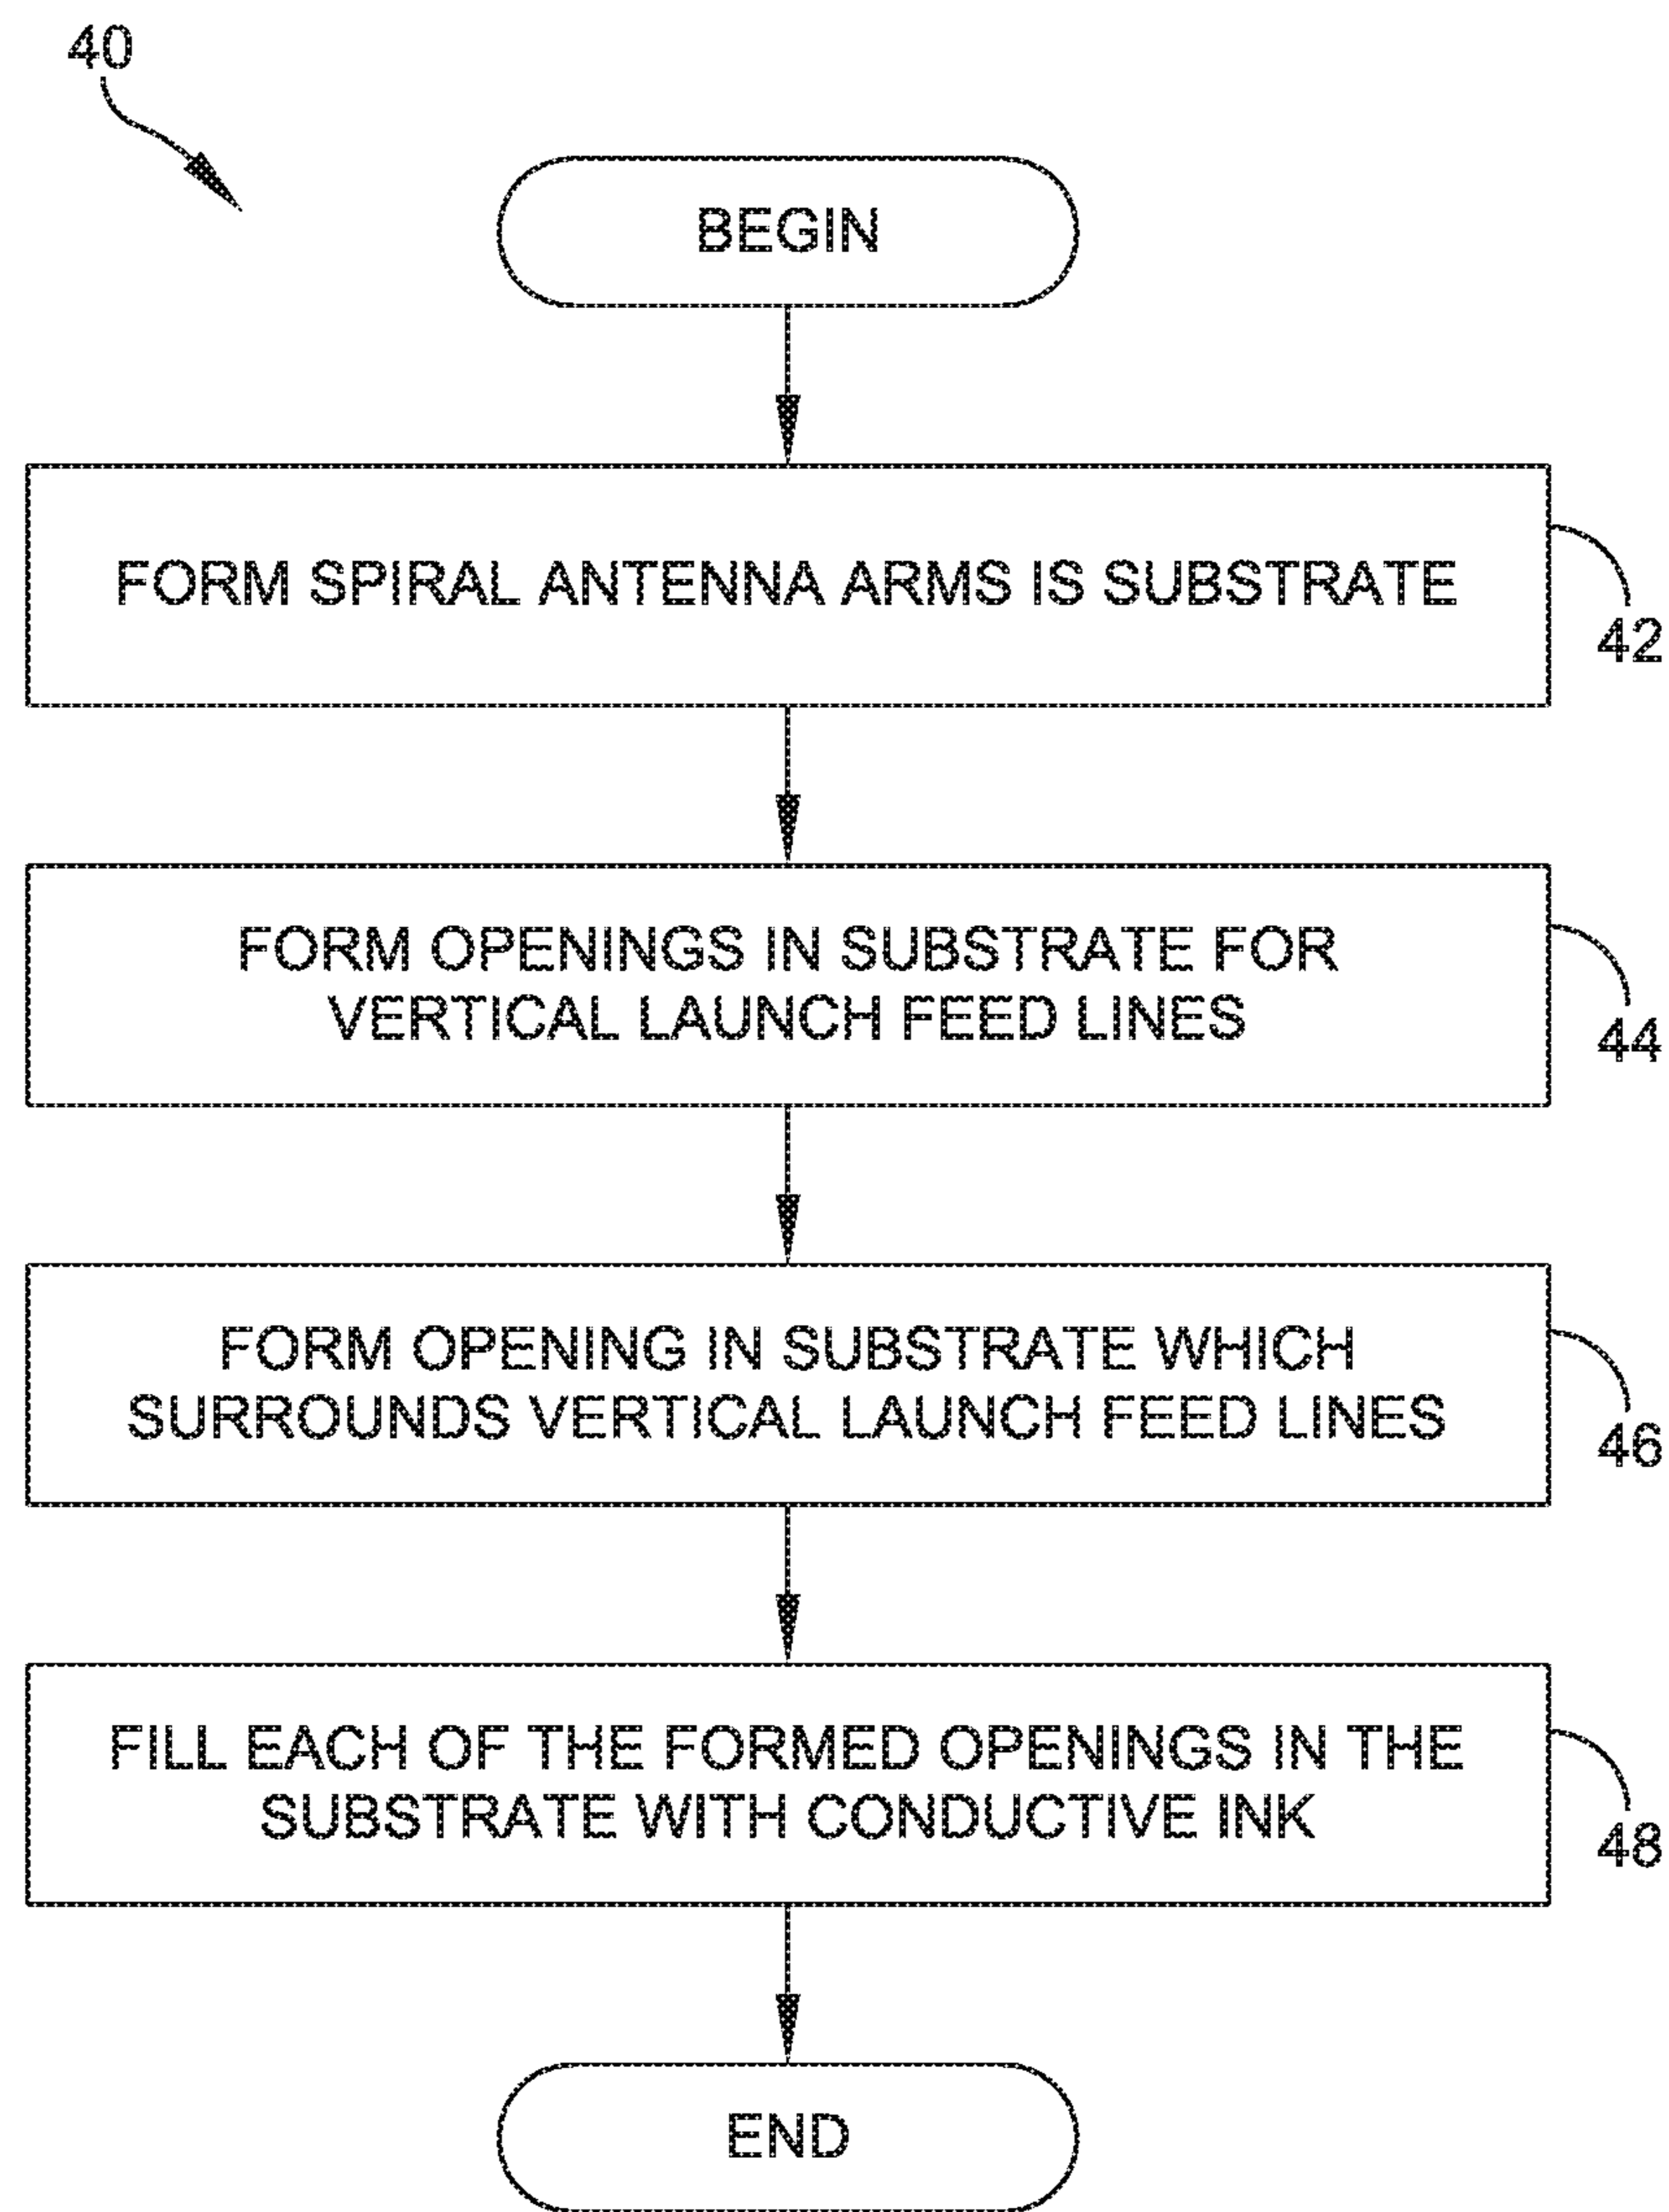 40
BEGIN
FORM SPIRAL ANTENNA ARMS IS SUBSTRATE
42
FORM OPENINGS IN SUBSTRATE FOR
VERTICAL LAUNCH FEED LINES
44
FORM OPENING IN SUBSTRATE WHICH
SURROUNDS VERTICAL LAUNCH FEED LINES
46
FILL EACH OF THE FORMED OPENINGS IN THE
SUBSTRATE WITH CONDUCTIVE INK
48
END